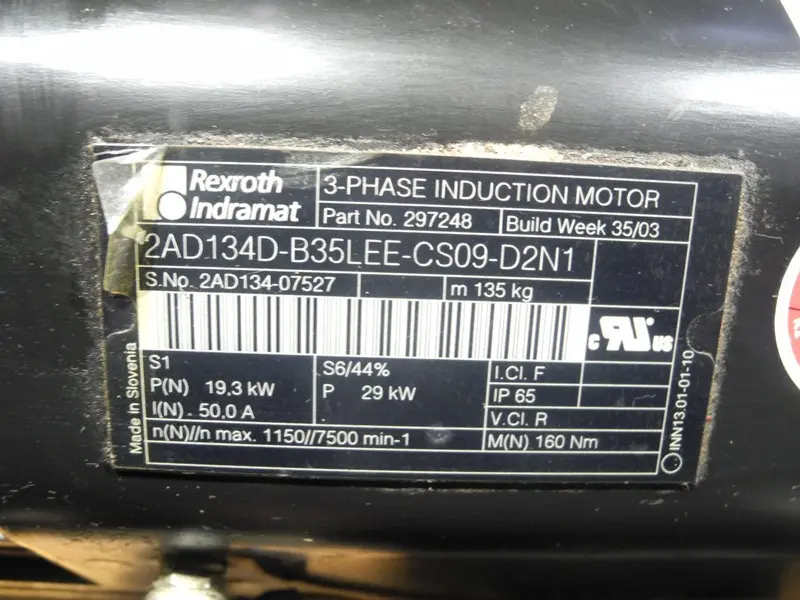 Rexroth
Indramat
3-PHASE INDUCTION MOTOR
Part No. 297248
Build Week 35/03
2AD134D-B35LEE-CS09-D2N1
S.No. 2AD134-07527
m 135 kg
c RU US
S1
P(N) 19,3 kW
I(N) . 50,0 A
S6/44%
P 29 kW
I.Cl. F
IP 65
V.Cl. R
n(N)//n max. 1150//7500 min-1
M(N) 160 Nm
Made in Slovenia
INN13.01-01-10